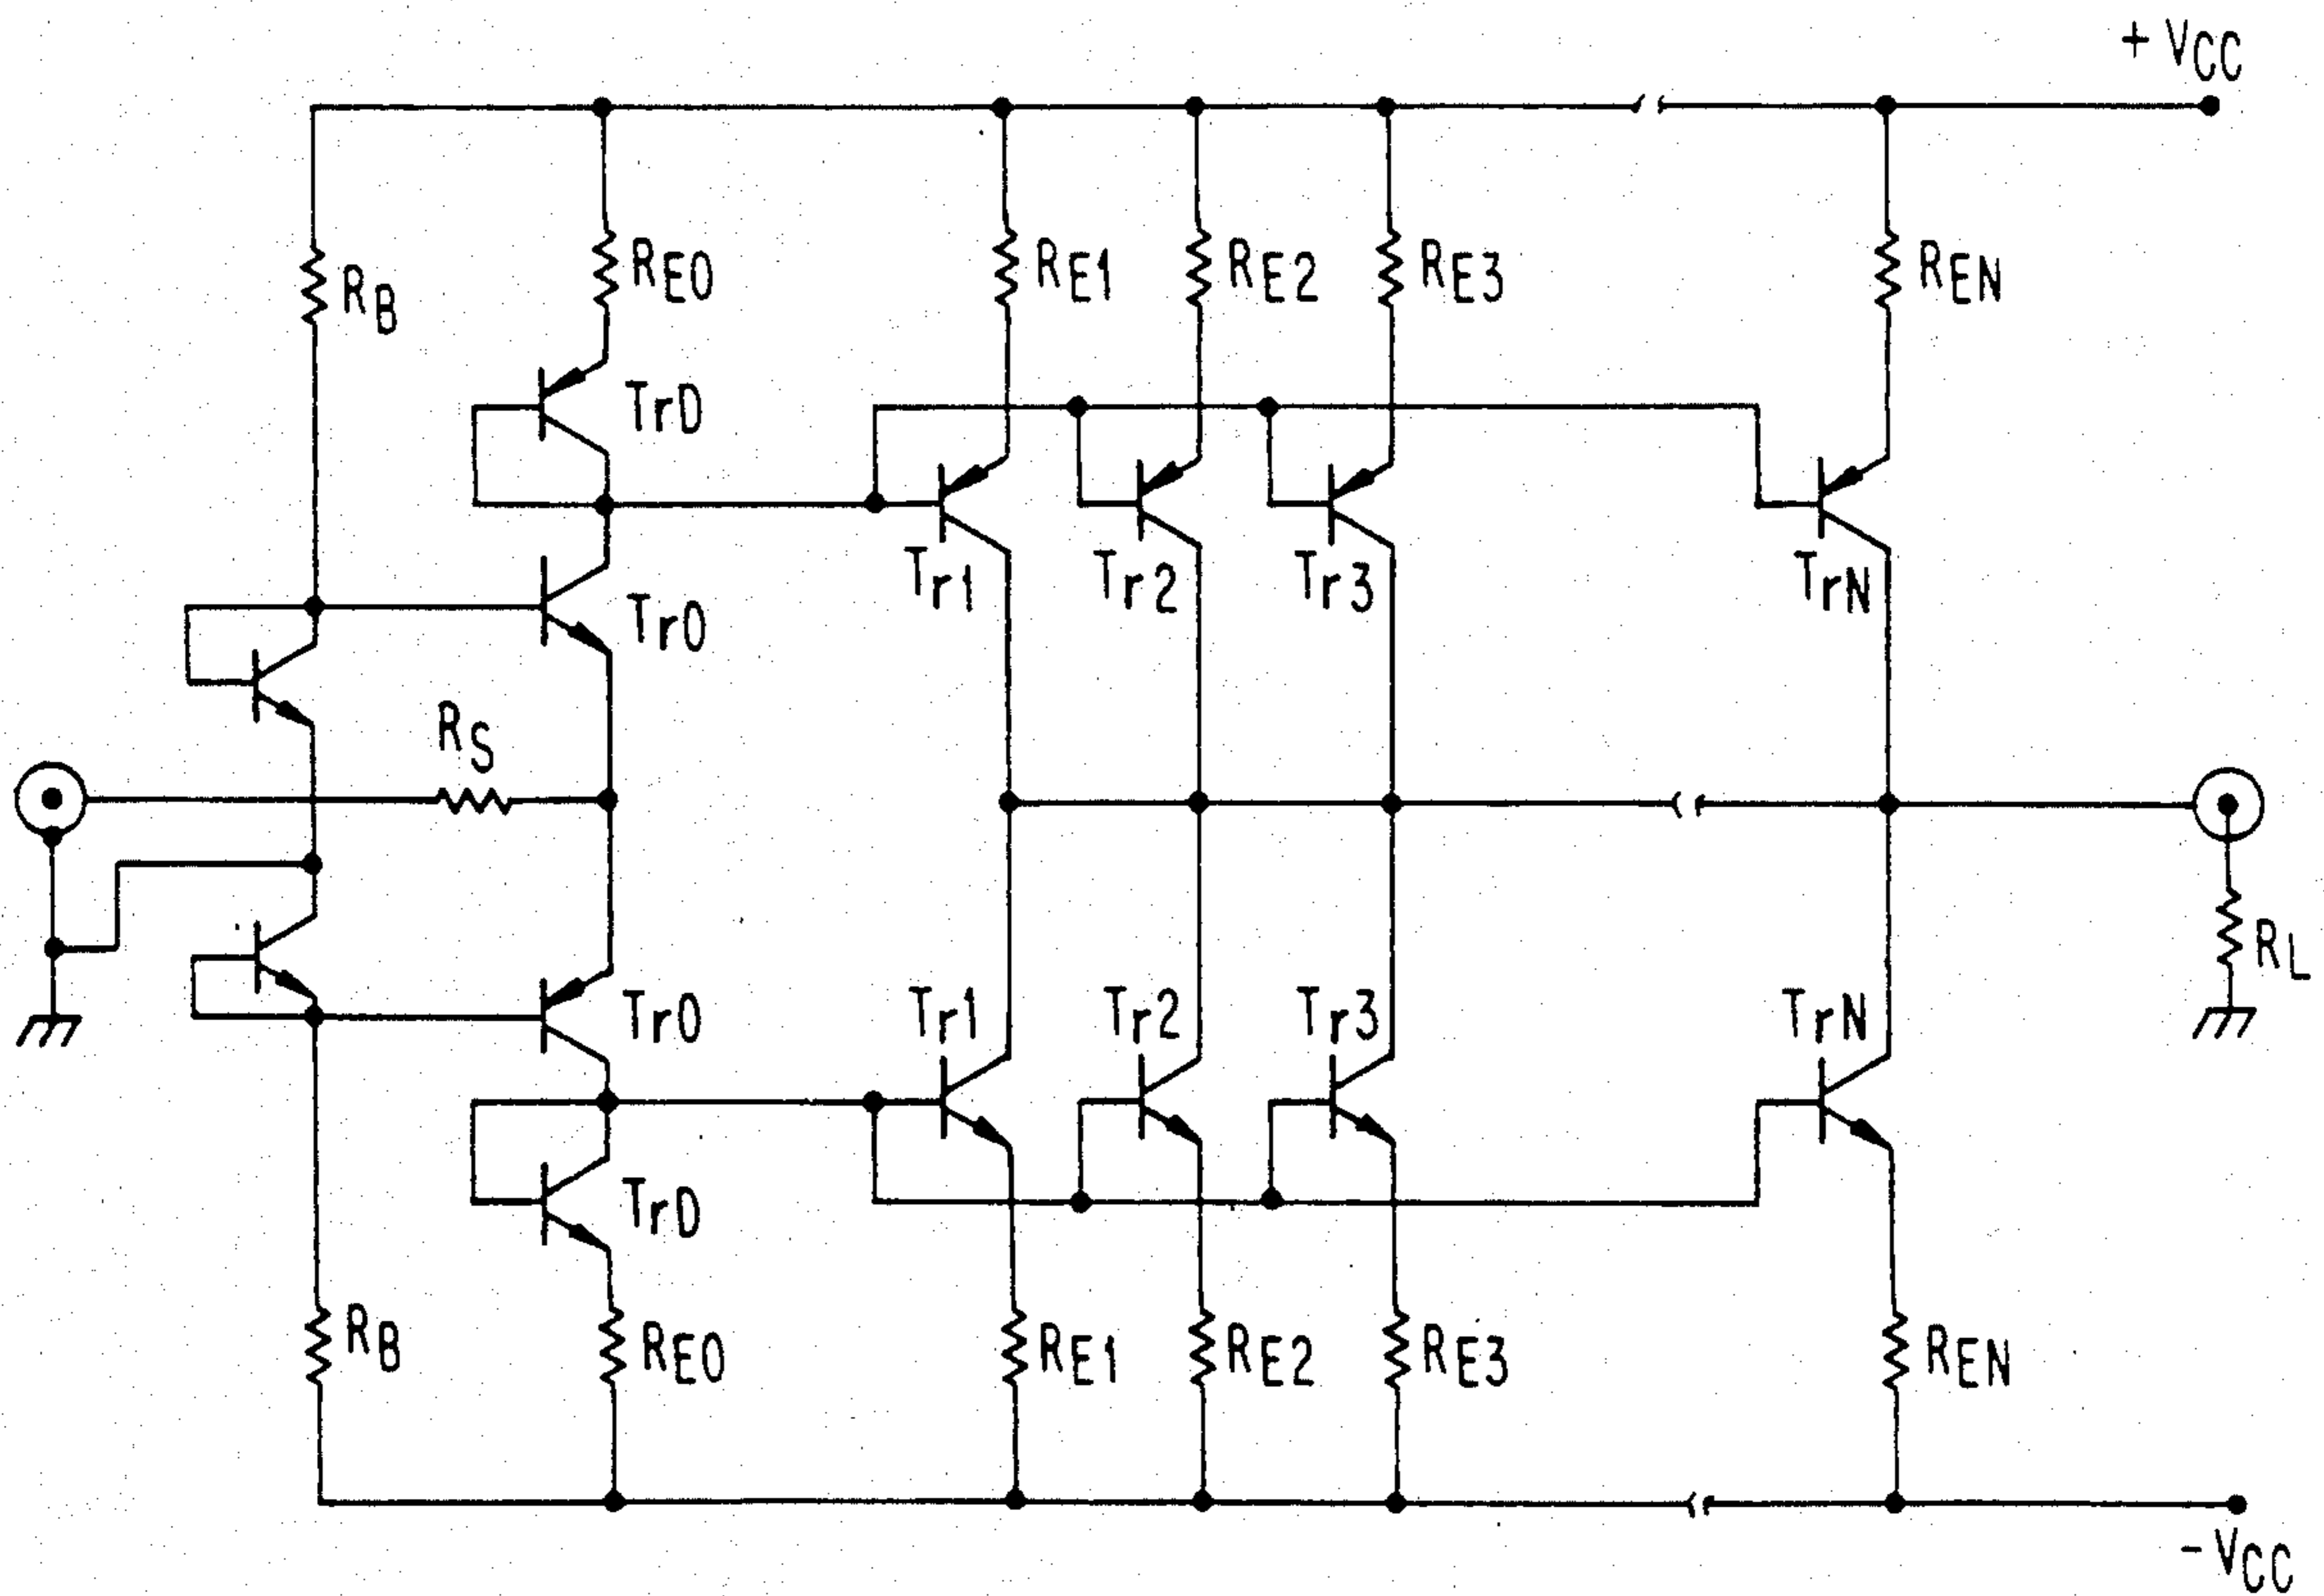 + VCC
RB
RE0
RE1
RE2
RE3
REN
TrD
Tr1
Tr2
Tr3
TrN
Tr0
RS
RL
Tr0
Tr1
Tr2
Tr3
TrN
TrD
RB
RE0
RE1
RE2
RE3
REN
- VCC